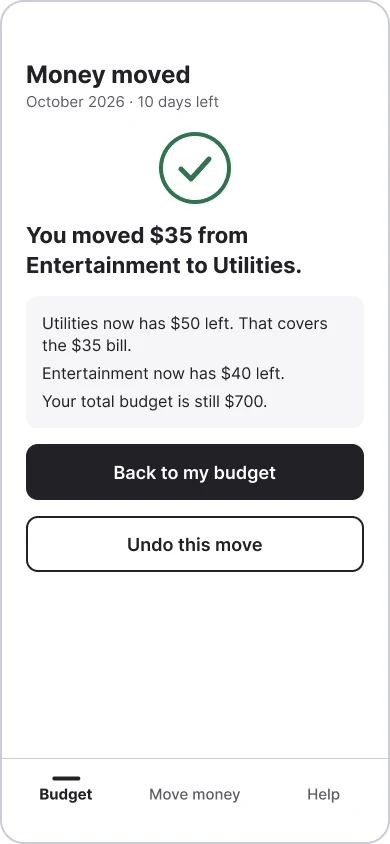 Money moved
October 2026 · 10 days left
You moved $35 from
Entertainment to Utilities.
Utilities now has $50 left. That covers
the $35 bill.
Entertainment now has $40 left.
Your total budget is still $700.
Back to my budget
Undo this move
Budget
Move money
Help